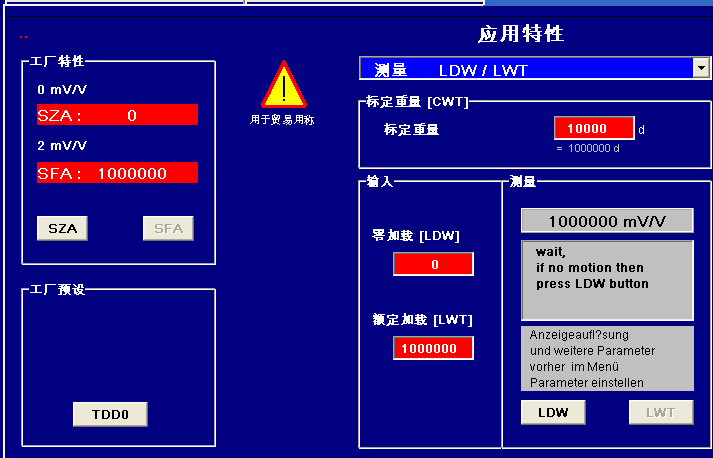 应用特性
..
工厂特性
0 mV/V
SZA : 0
2 mV/V
SFA : 1000000
SZA SFA
用于贸易用称
测量 LDW / LWT
标定重量 [CWT]
标定重量 10000 d
= 1000000 d
输入
零加载 [LDW]
0
额定加载 [LWT]
1000000
测量
1000000 mV/V
wait,
if no motion then
press LDW button
Anzeigeaufl?sung
und weitere Parameter
vorher im Menü
Parameter einstellen
LDW LWT
工厂预设
TDD0